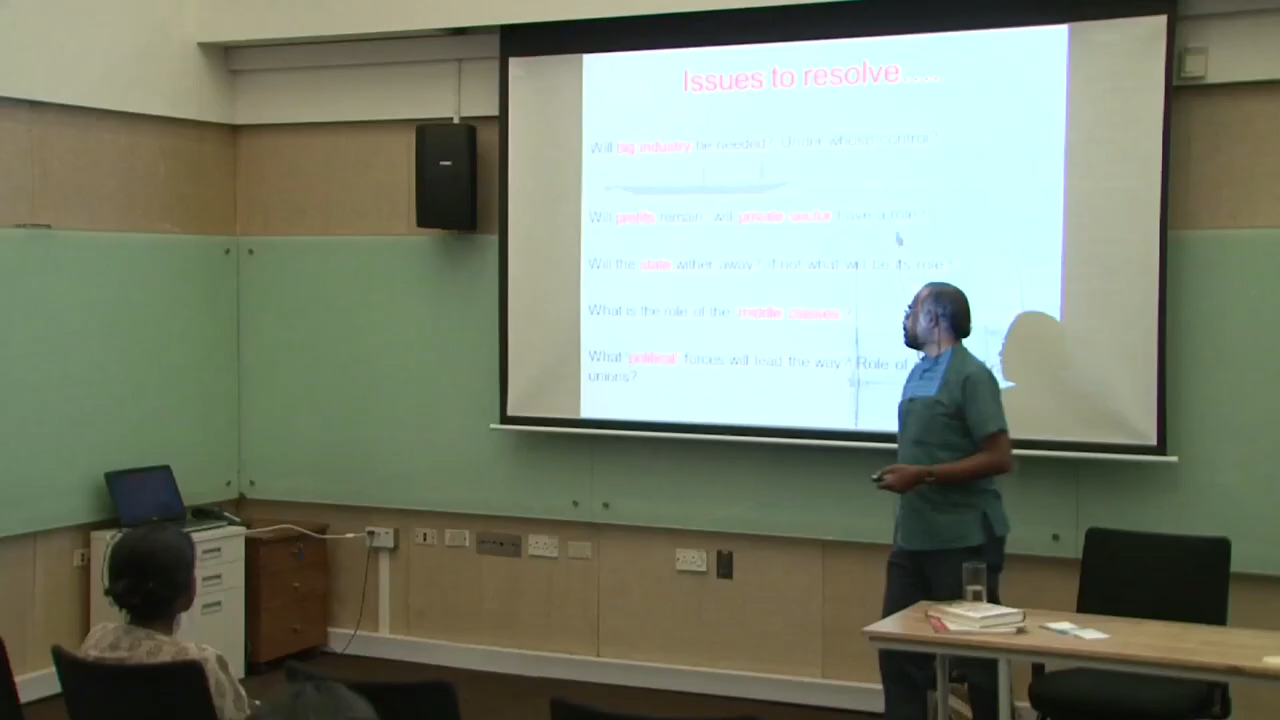 Issues to resolve.....
Will big industry be needed? Under whose control?
Will profits remain, will private sector have a role?
Will the state wither away? If not what will be its role?
What is the role of the middle classes?
What 'political' forces will lead the way? Role of
unions?